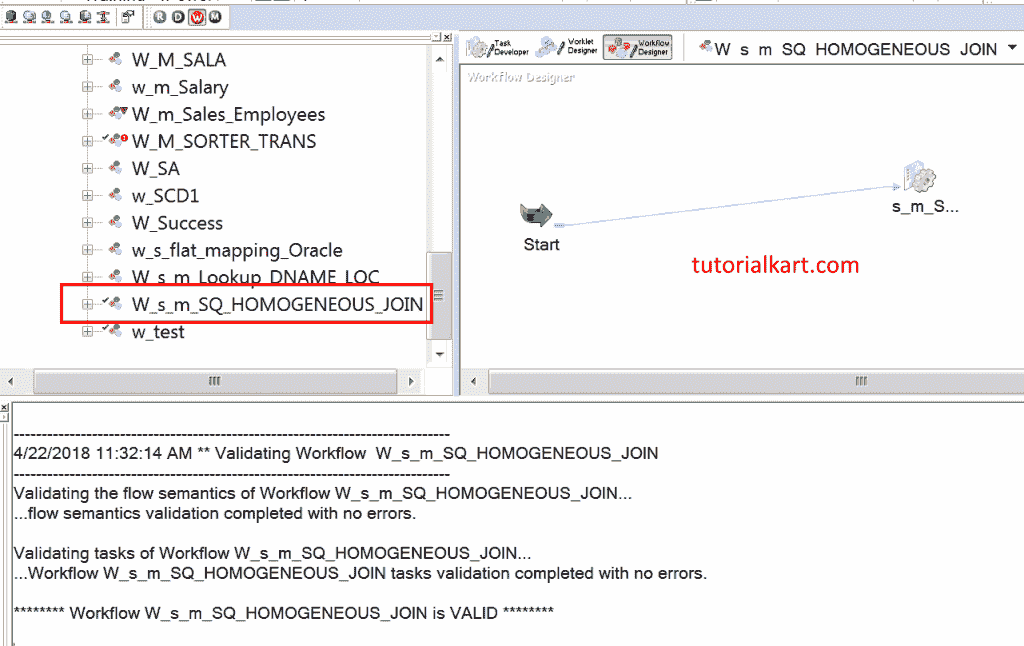 R D W M
Task Developer
Worklet Designer
Workflow Designer
W_s_m_SQ_HOMOGENEOUS_JOIN
W_M_SALA
w_m_Salary
W_m_Sales_Employees
W_M_SORTER_TRANS
W_SA
w_SCD1
W_Success
w_s_flat_mapping_Oracle
W_s_m_Lookup_DNAME_LOC
W_s_m_SQ_HOMOGENEOUS_JOIN
w_test
Workflow Designer
Start
s_m_S...
tutorialkart.com
4/22/2018 11:32:14 AM ** Validating Workflow  W_s_m_SQ_HOMOGENEOUS_JOIN
Validating the flow semantics of Workflow W_s_m_SQ_HOMOGENEOUS_JOIN...
...flow semantics validation completed with no errors.
Validating tasks of Workflow W_s_m_SQ_HOMOGENEOUS_JOIN...
...Workflow W_s_m_SQ_HOMOGENEOUS_JOIN tasks validation completed with no errors.
******** Workflow W_s_m_SQ_HOMOGENEOUS_JOIN is VALID ********